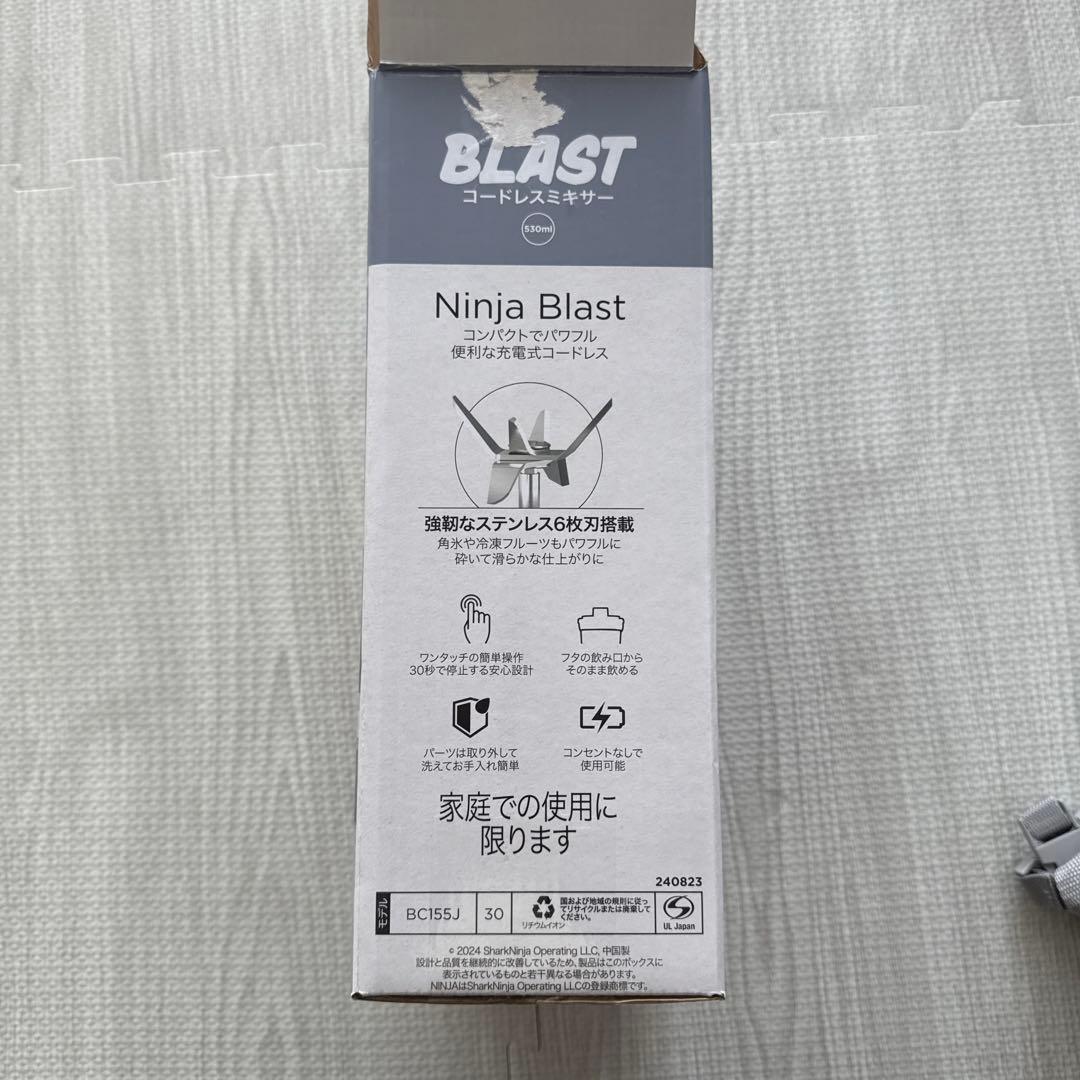 BLAST
コードレスミキサー
530ml
Ninja Blast
コンパクトでパワフル
便利な充電式コードレス
強靭なステンレス6枚刃搭載
角氷や冷凍フルーツもパワフルに
砕いて滑らかな仕上がりに
ワンタッチの簡単操作
30秒で停止する安心設計
フタの飲み口から
そのまま飲める
パーツは取り外して
洗えてお手入れ簡単
コンセントなしで
使用可能
家庭での使用に
限ります
240823
モデル
BC155J
30
リチウムイオン
国および地域の規則に従っ
てリサイクルまたは廃棄して
ください。
UL Japan
© 2024 SharkNinja Operating LLC, 中国製
設計と品質を継続的に改善しているため、製品はこのボックスに
表示されているものと若干異なる場合があります。
NINJAはSharkNinja Operating LLCの登録商標です。